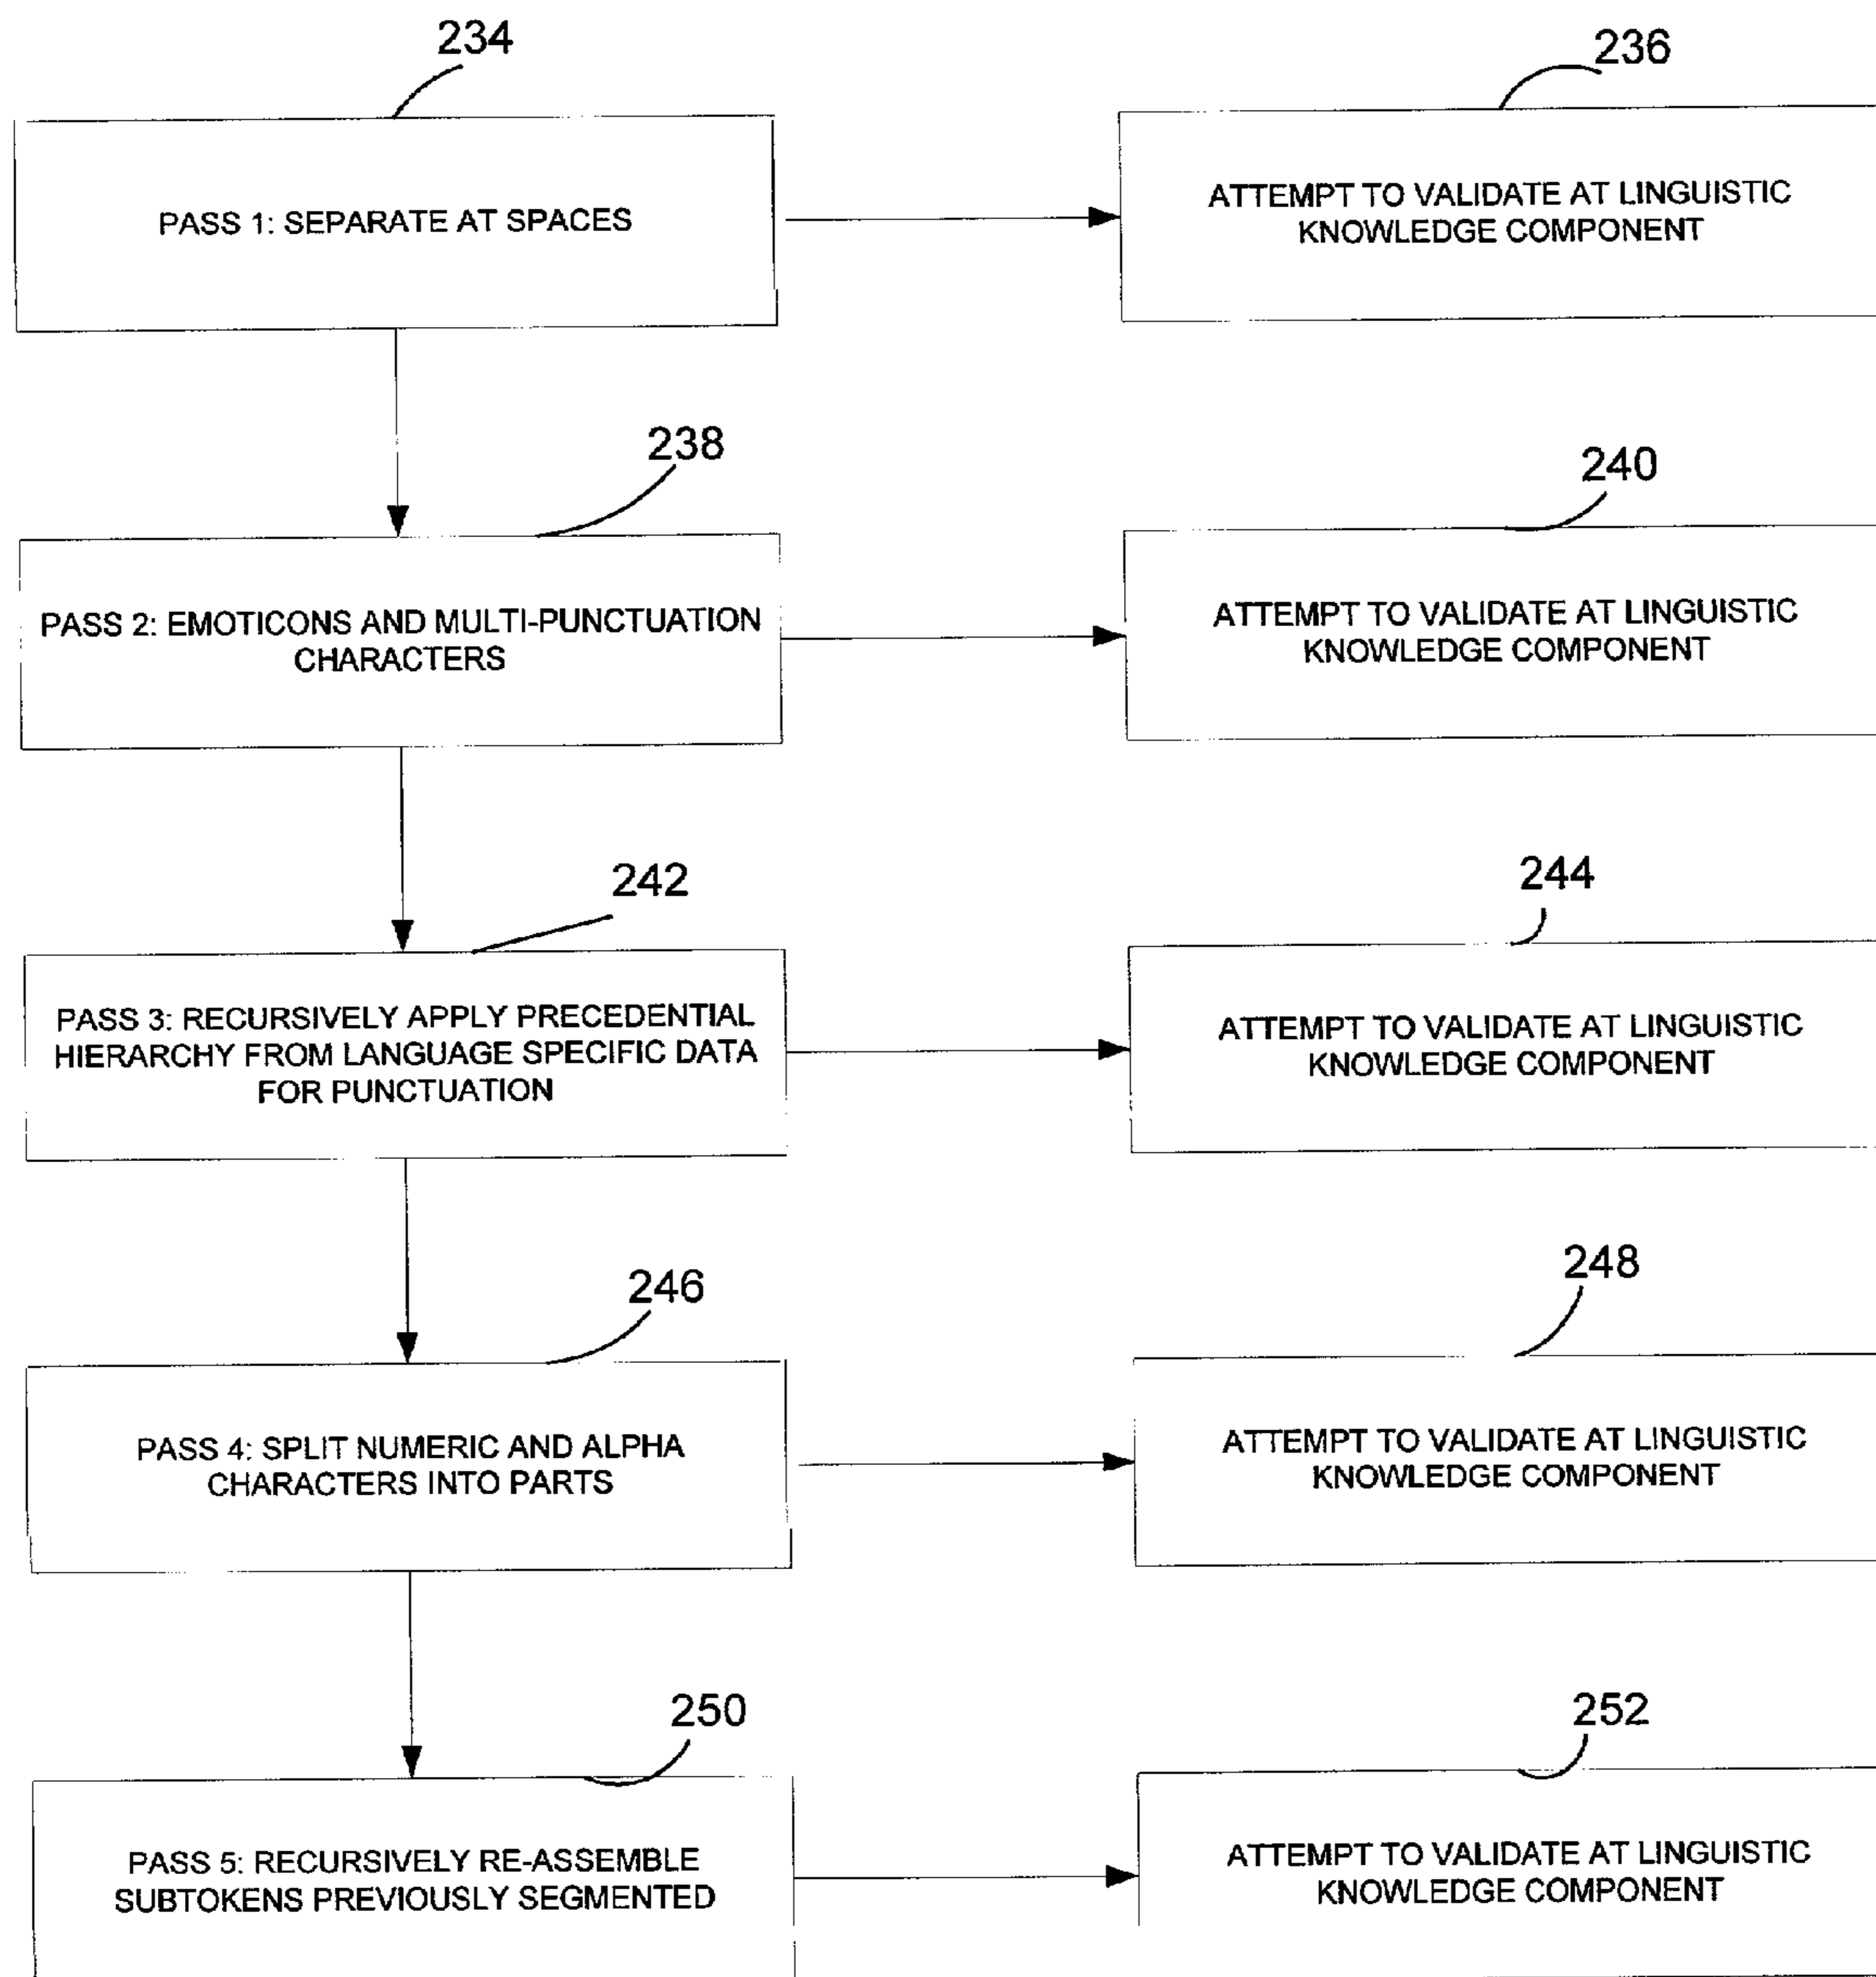 234
236
PASS 1: SEPARATE AT SPACES
ATTEMPT TO VALIDATE AT LINGUISTIC
KNOWLEDGE COMPONENT
238
240
PASS 2: EMOTICONS AND MULTI-PUNCTUATION
CHARACTERS
ATTEMPT TO VALIDATE AT LINGUISTIC
KNOWLEDGE COMPONENT
242
244
PASS 3: RECURSIVELY APPLY PRECEDENTIAL
HIERARCHY FROM LANGUAGE SPECIFIC DATA
FOR PUNCTUATION
ATTEMPT TO VALIDATE AT LINGUISTIC
KNOWLEDGE COMPONENT
246
248
PASS 4: SPLIT NUMERIC AND ALPHA
CHARACTERS INTO PARTS
ATTEMPT TO VALIDATE AT LINGUISTIC
KNOWLEDGE COMPONENT
250
252
PASS 5: RECURSIVELY RE-ASSEMBLE
SUBTOKENS PREVIOUSLY SEGMENTED
ATTEMPT TO VALIDATE AT LINGUISTIC
KNOWLEDGE COMPONENT